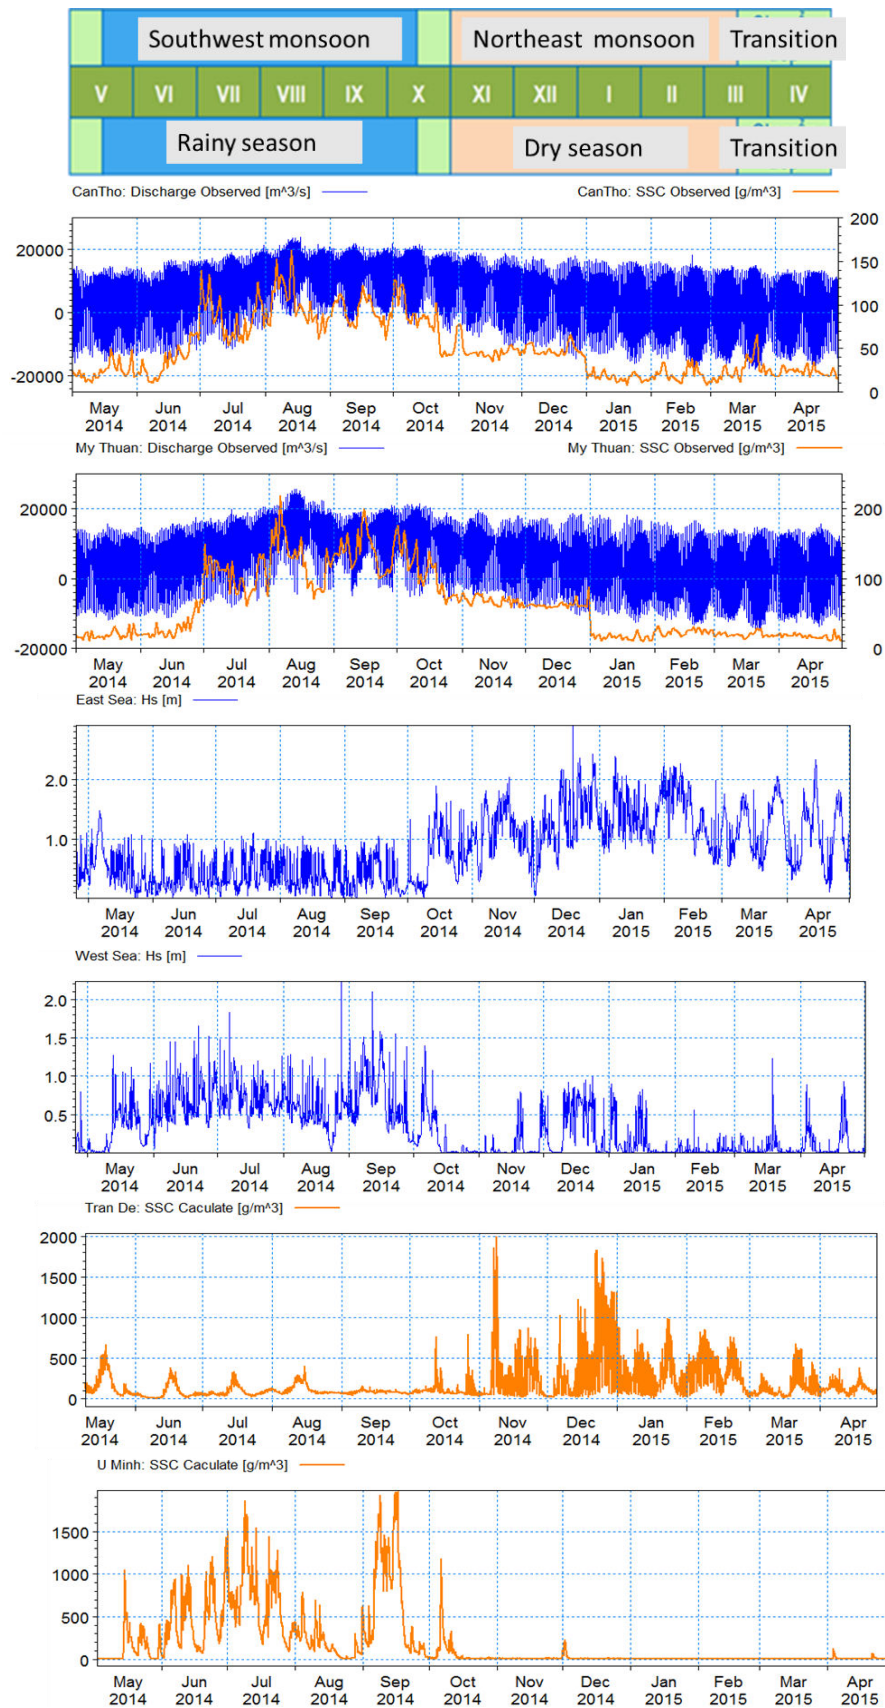 Southwest monsoon Northeast monsoon Transition
V VI VII VIII IX X XI XII I II III IV
Rainy season Dry season Transition
CanTho: Discharge Observed [m^3/s] CanTho: SSC Observed [g/m^3]
200
20000 150
0 100
50
-20000
0
May Jun Jul Aug Sep Oct Nov Dec Jan Feb Mar Apr
2014 2014 2014 2014 2014 2014 2014 2014 2015 2015 2015 2015
My Thuan: Discharge Observed [m^3/s] My Thuan: SSC Observed [g/m^3]
20000 200
0 100
-20000 0
May Jun Jul Aug Sep Oct Nov Dec Jan Feb Mar Apr
2014 2014 2014 2014 2014 2014 2014 2014 2015 2015 2015 2015
East Sea: Hs [m]
2.0
1.0
May Jun Jul Aug Sep Oct Nov Dec Jan Feb Mar Apr
2014 2014 2014 2014 2014 2014 2014 2014 2015 2015 2015 2015
West Sea: Hs [m]
2.0
1.5
1.0
0.5
May Jun Jul Aug Sep Oct Nov Dec Jan Feb Mar Apr
2014 2014 2014 2014 2014 2014 2014 2014 2015 2015 2015 2015
Tran De: SSC Caculate [g/m^3]
2000
1500
1000
500
0
May Jun Jul Aug Sep Oct Nov Dec Jan Feb Mar Apr
2014 2014 2014 2014 2014 2014 2014 2014 2015 2015 2015 2015
U Minh: SSC Caculate [g/m^3]
1500
1000
500
0
May Jun Jul Aug Sep Oct Nov Dec Jan Feb Mar Apr
2014 2014 2014 2014 2014 2014 2014 2014 2015 2015 2015 2015